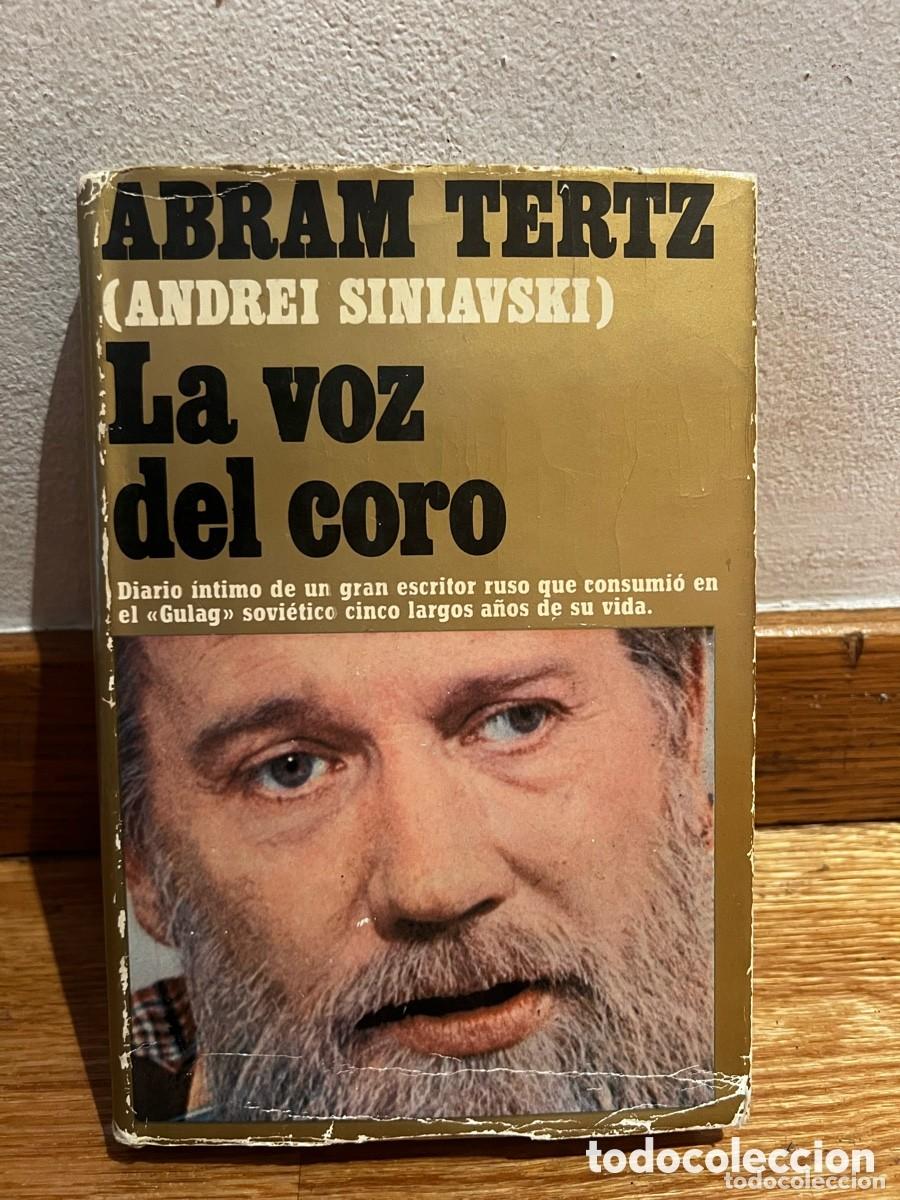 ABRAM TERTZ
(ANDREI SINIAVSKI)
La voz
del coro
Diario íntimo de un gran escritor ruso que consumió en
el «Gulag» soviético cinco largos años de su vida.
todocoleccion
todocoleccion